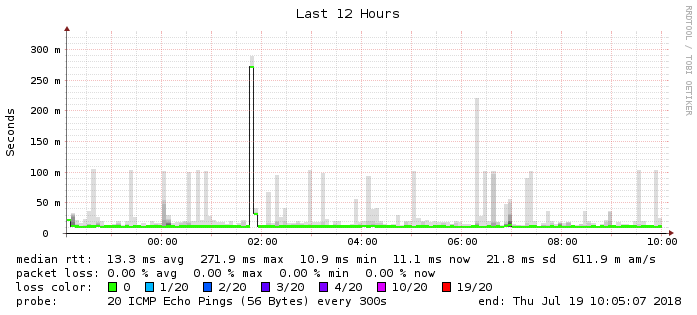 Last 12 Hours
RRDTOOL / TOBI OETIKER
Seconds
300 m
250 m
200 m
150 m
100 m
50 m
0
00:00 02:00 04:00 06:00 08:00 10:00
median rtt: 13.3 ms avg 271.9 ms max 10.9 ms min 11.1 ms now 21.8 ms sd 611.9 m am/s
packet loss: 0.00 % avg 0.00 % max 0.00 % min 0.00 % now
loss color: 0 1/20 2/20 3/20 4/20 10/20 19/20
probe: 20 ICMP Echo Pings (56 Bytes) every 300s end: Thu Jul 19 10:05:07 2018